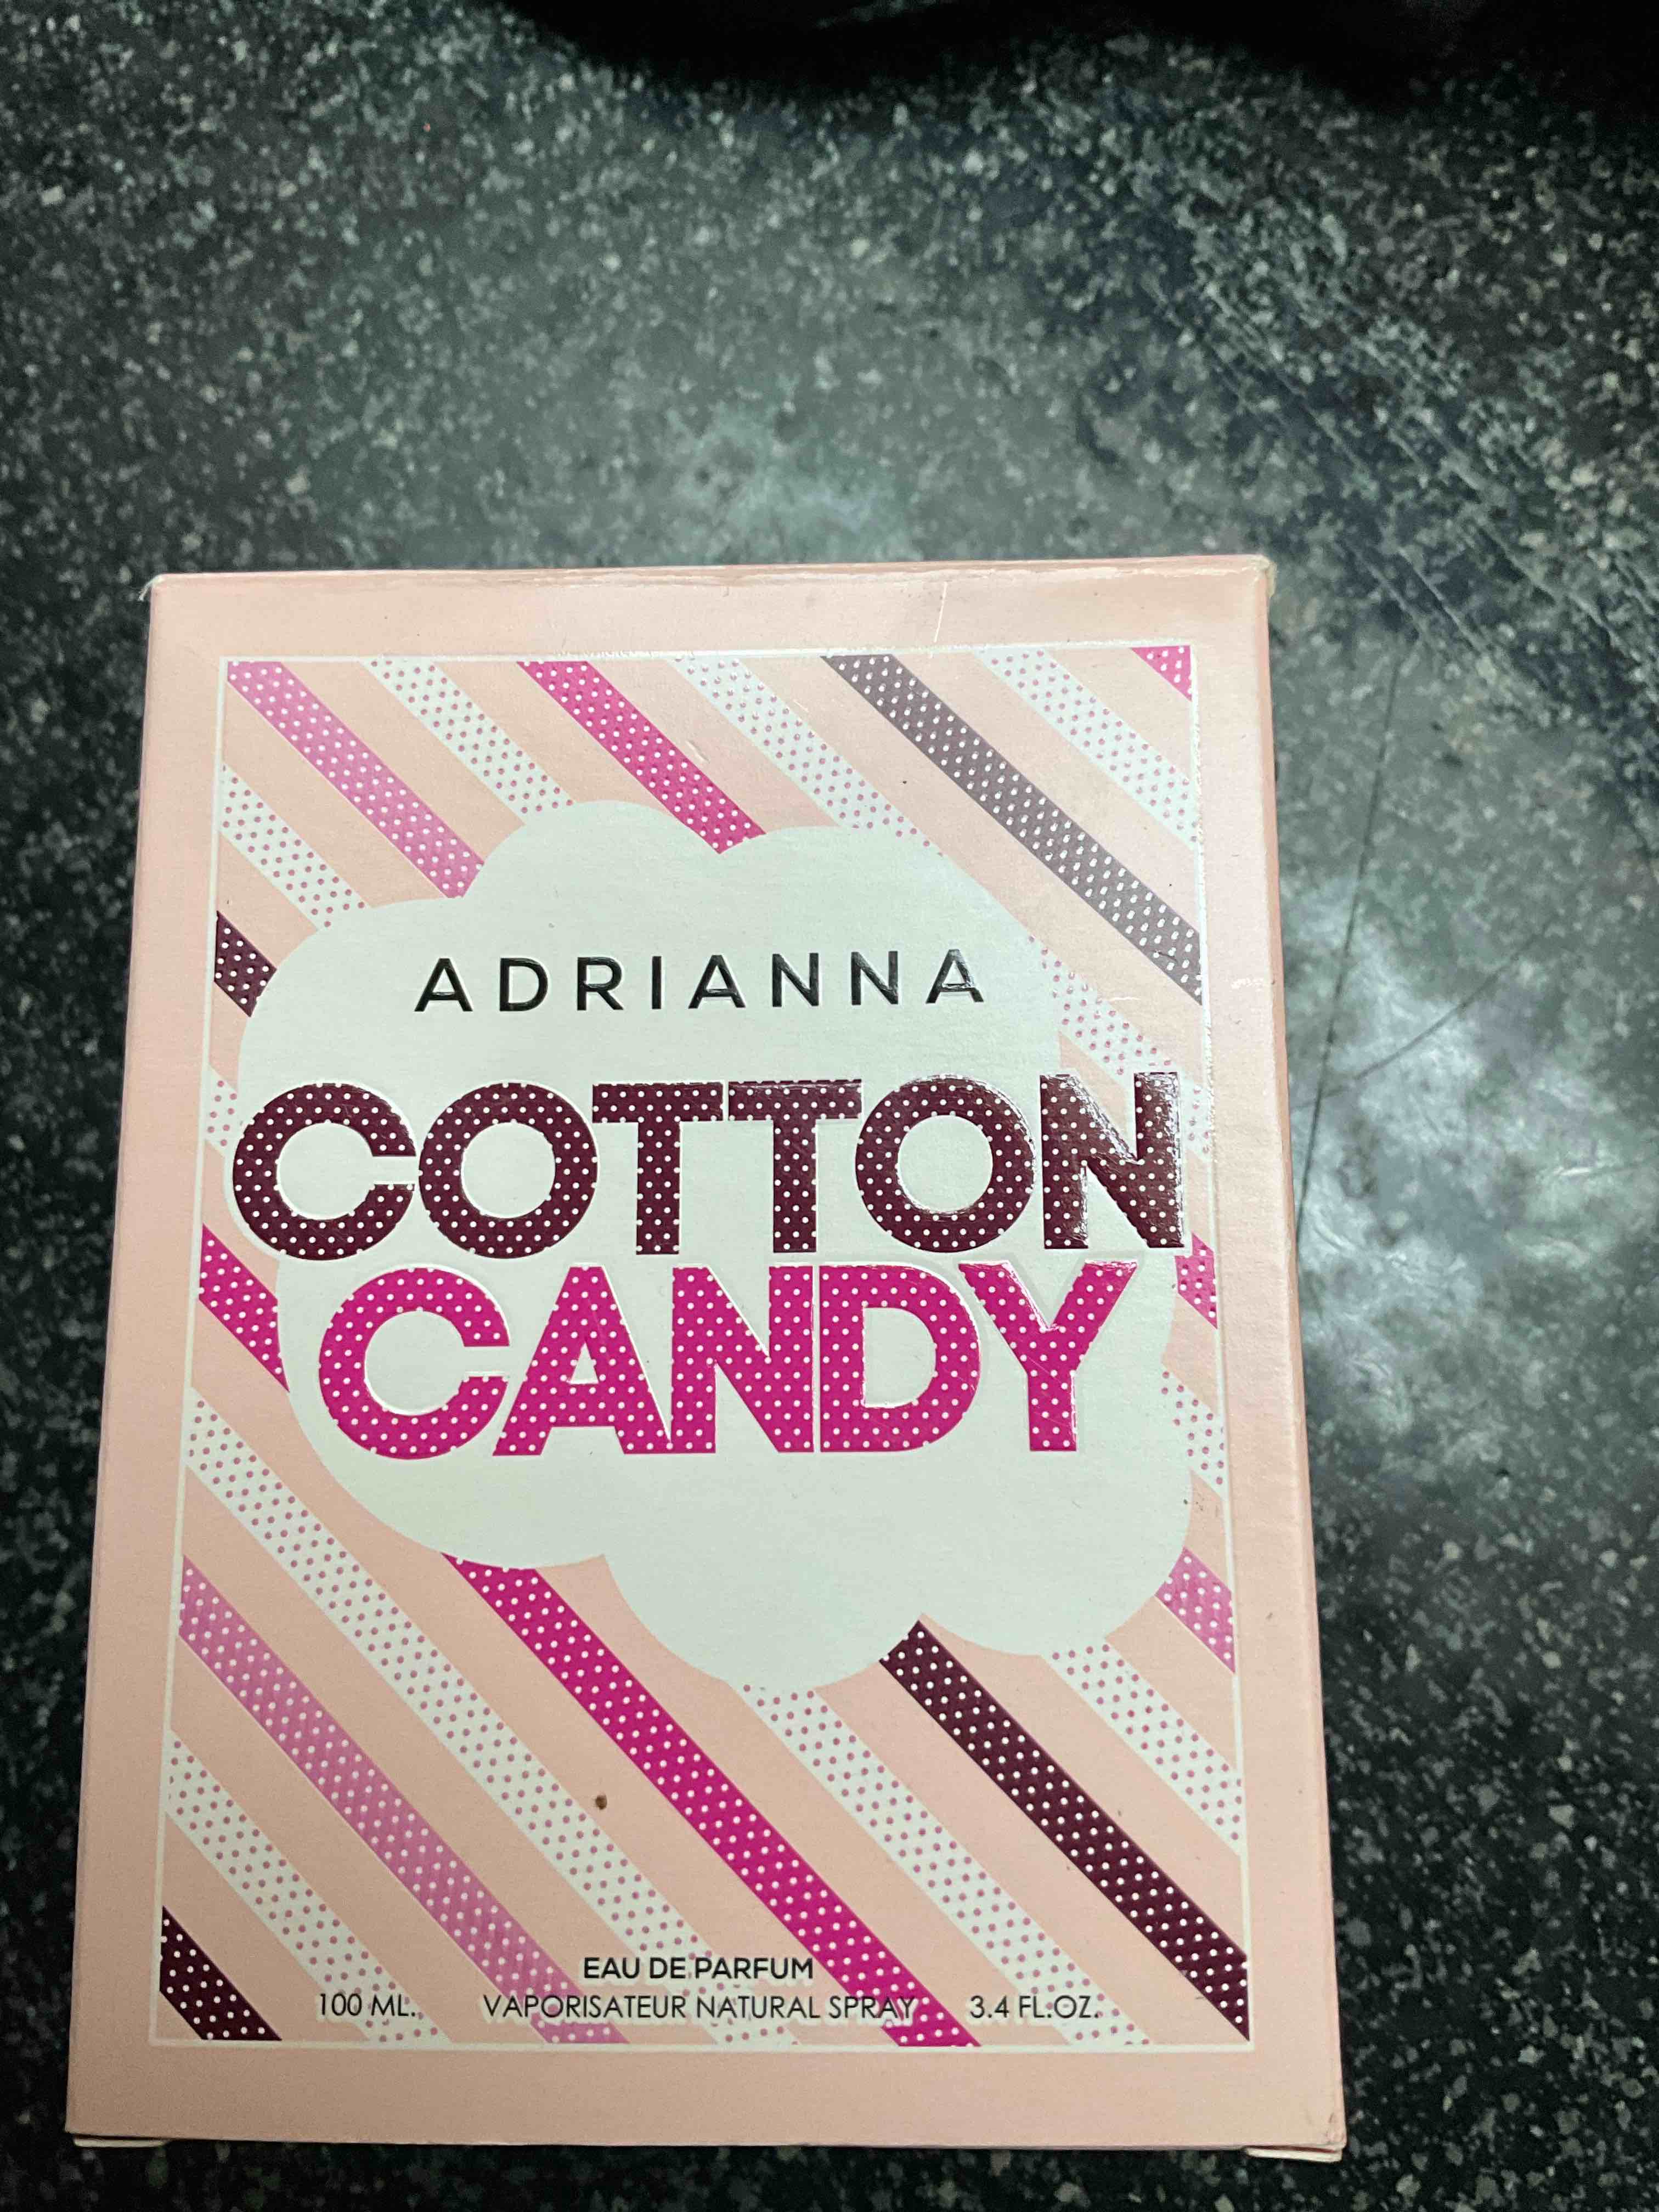 ADRIANNA
COTTON
CANDY
EAU DE PARFUM
100 ML. VAPORISATEUR NATURAL SPRAY 3.4 FL.OZ.